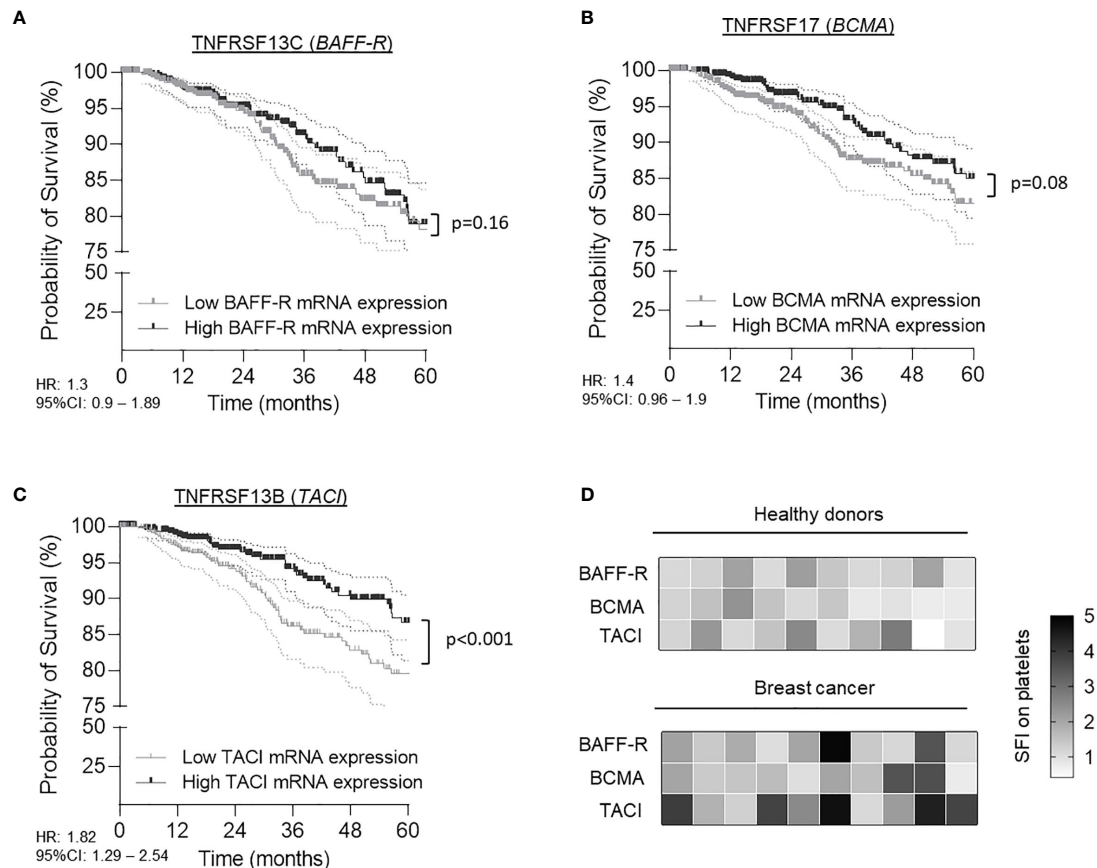 A
TNFRSF13C (BAFF-R)
Probability of Survival (%)
100
95
90
85
80
75
50
25
p=0.16
Low BAFF-R mRNA expression
High BAFF-R mRNA expression
0 12 24 36 48 60
HR: 1.3
95%CI: 0.9 – 1.89
Time (months)
B
TNFRSF17 (BCMA)
Probability of Survival (%)
100
95
90
85
80
75
50
25
p=0.08
Low BCMA mRNA expression
High BCMA mRNA expression
0 12 24 36 48 60
HR: 1.4
95%CI: 0.96 – 1.9
Time (months)
C
TNFRSF13B (TACI)
Probability of Survival (%)
100
95
90
85
80
75
50
25
p<0.001
Low TACI mRNA expression
High TACI mRNA expression
0 12 24 36 48 60
HR: 1.82
95%CI: 1.29 – 2.54
Time (months)
D
Healthy donors
BAFF-R
BCMA
TACI
Breast cancer
BAFF-R
BCMA
TACI
SFI on platelets
5
4
3
2
1